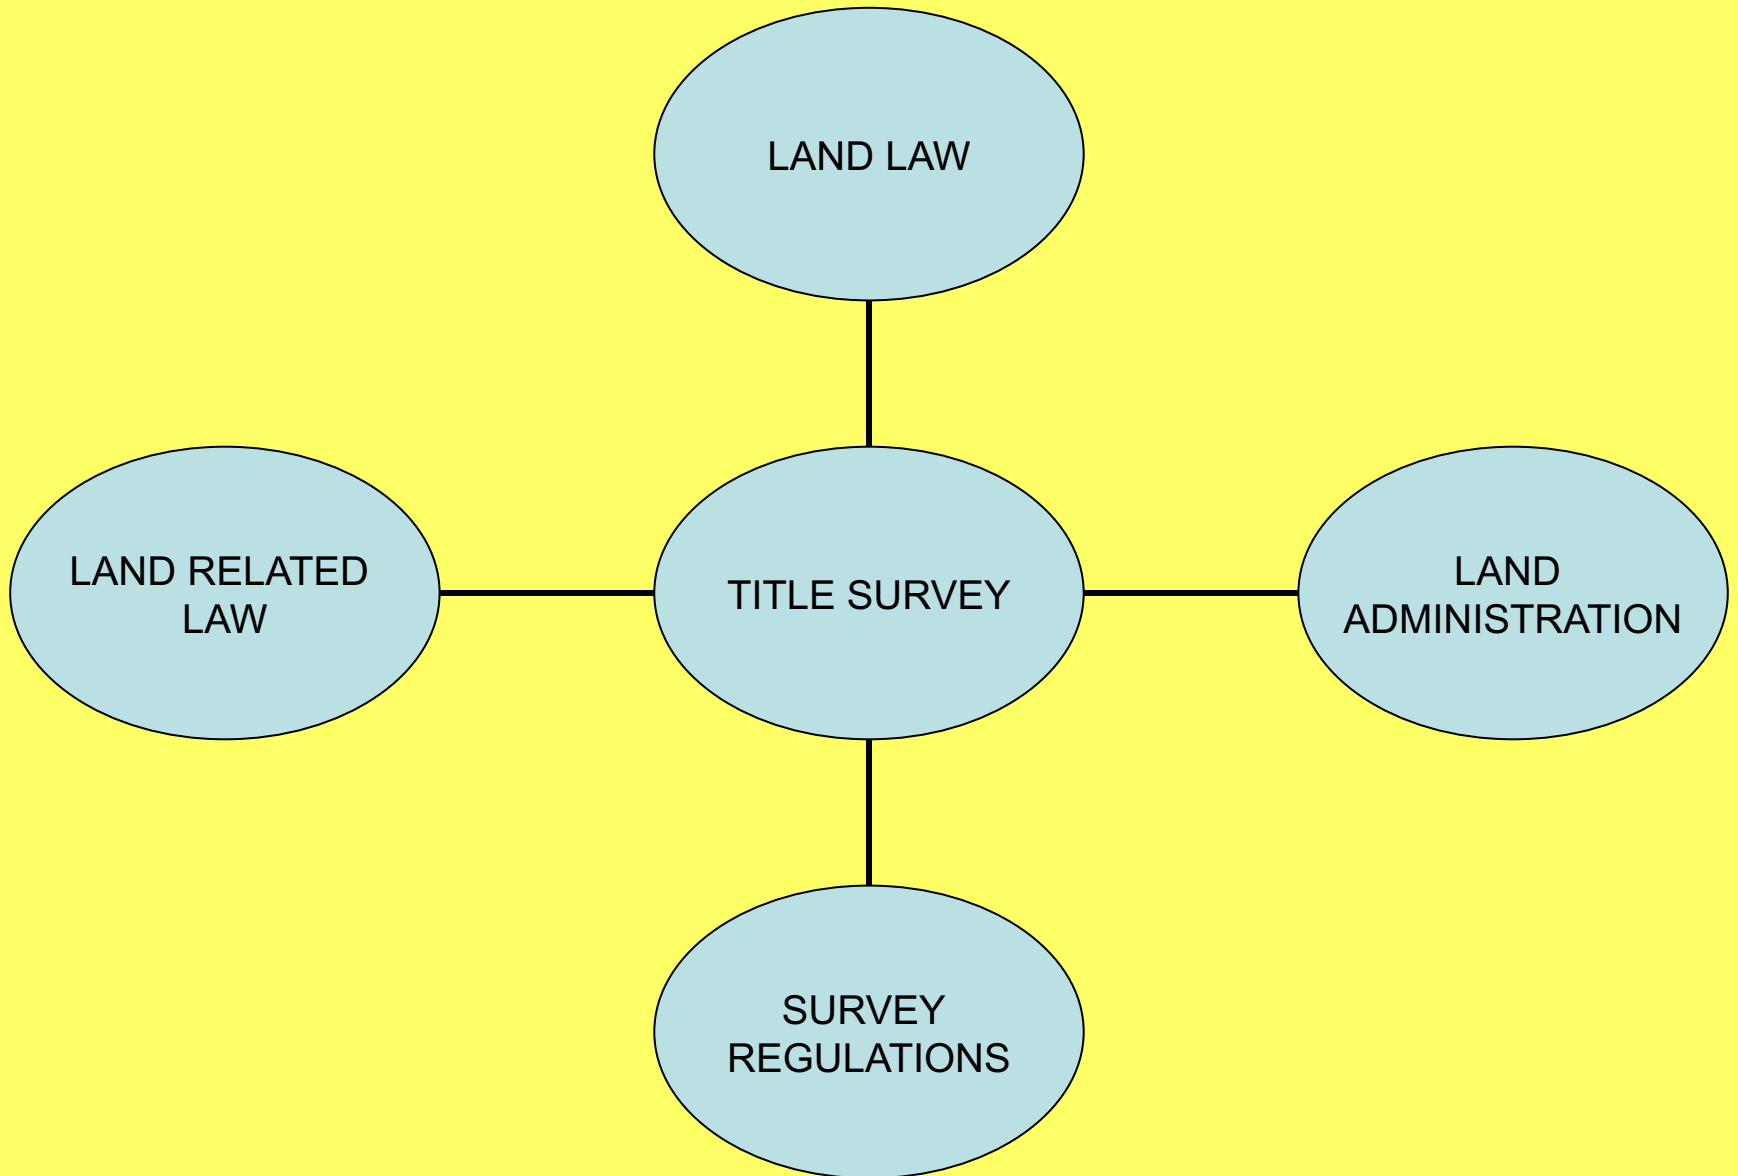 LAND LAW
LAND RELATED
LAW
TITLE SURVEY
LAND
ADMINISTRATION
SURVEY
REGULATIONS